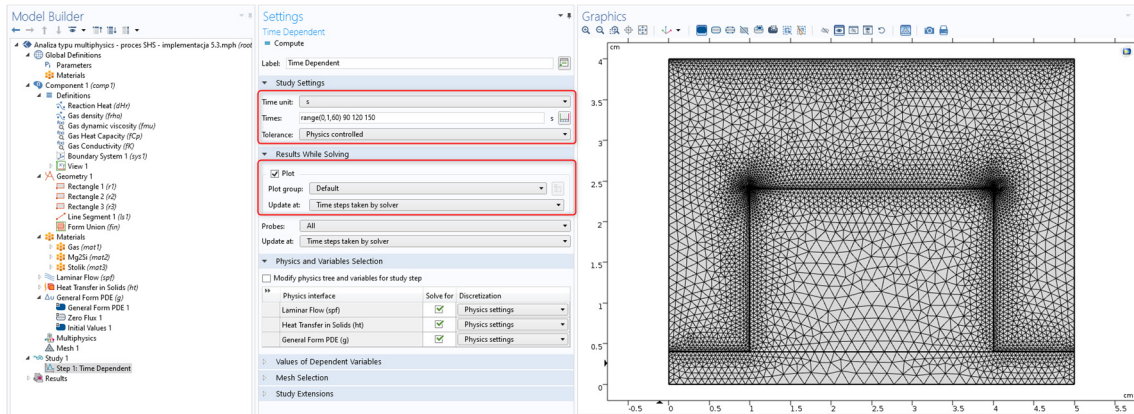 Model Builder
Analiza typu multiphysics - proces SHS - implementacja 5.3.mph (root
Global Definitions
Pi Parameters
Materials
Component 1 (comp1)
Definitions
Reaction Heat (dHr)
Gas density (frho)
Gas dynamic viscosity (fmu)
Gas Heat Capacity (fCp)
Gas Conductivity (fK)
Boundary System 1 (sys1)
View 1
Geometry 1
Rectangle 1 (r1)
Rectangle 2 (r2)
Rectangle 3 (r3)
Line Segment 1 (ls1)
Form Union (fin)
Materials
Gas (mat1)
Mg2Si (mat2)
Stolik (mat3)
Laminar Flow (spf)
Heat Transfer in Solids (ht)
Δu General Form PDE (g)
General Form PDE 1
Zero Flux 1
Initial Values 1
Multiphysics
Mesh 1
Study 1
Step 1: Time Dependent
Results
Settings
Time Dependent
= Compute
Label: Time Dependent
Study Settings
Time unit: s
Times: range(0,1,60) 90 120 150 s
Tolerance: Physics controlled
Results While Solving
Plot
Plot group: Default
Update at: Time steps taken by solver
Probes: All
Update at: Time steps taken by solver
Physics and Variables Selection
Modify physics tree and variables for study step
Physics interface Solve for Discretization
Laminar Flow (spf) Physics settings
Heat Transfer in Solids (ht) Physics settings
General Form PDE (g) Physics settings
Values of Dependent Variables
Mesh Selection
Study Extensions
Graphics
cm
4
3.5
3
2.5
2
1.5
1
0.5
0
-0.5 0 0.5 1 1.5 2 2.5 3 3.5 4 4.5 5 5.5
cm